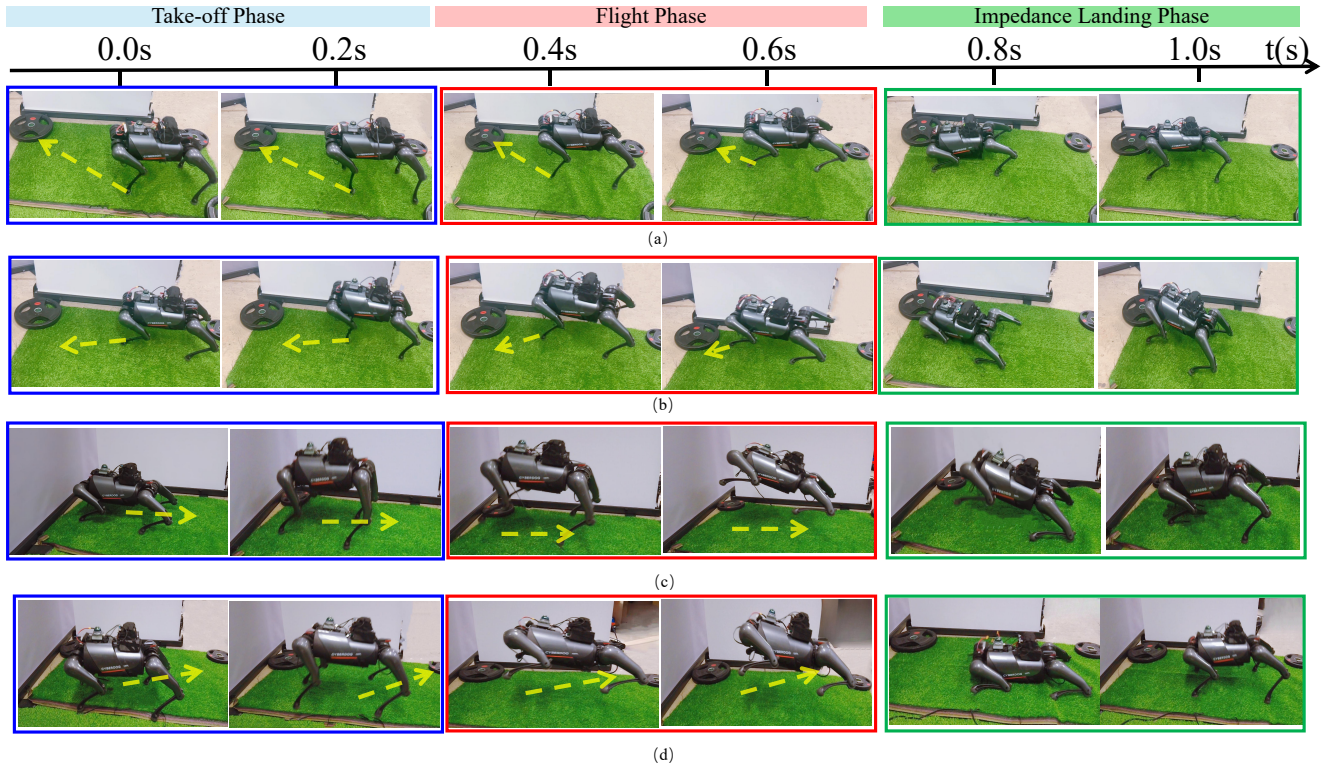 Take-off Phase Flight Phase Impedance Landing Phase
0.0s 0.2s 0.4s 0.6s 0.8s 1.0s t(s)
(a)
(b)
(c)
(d)